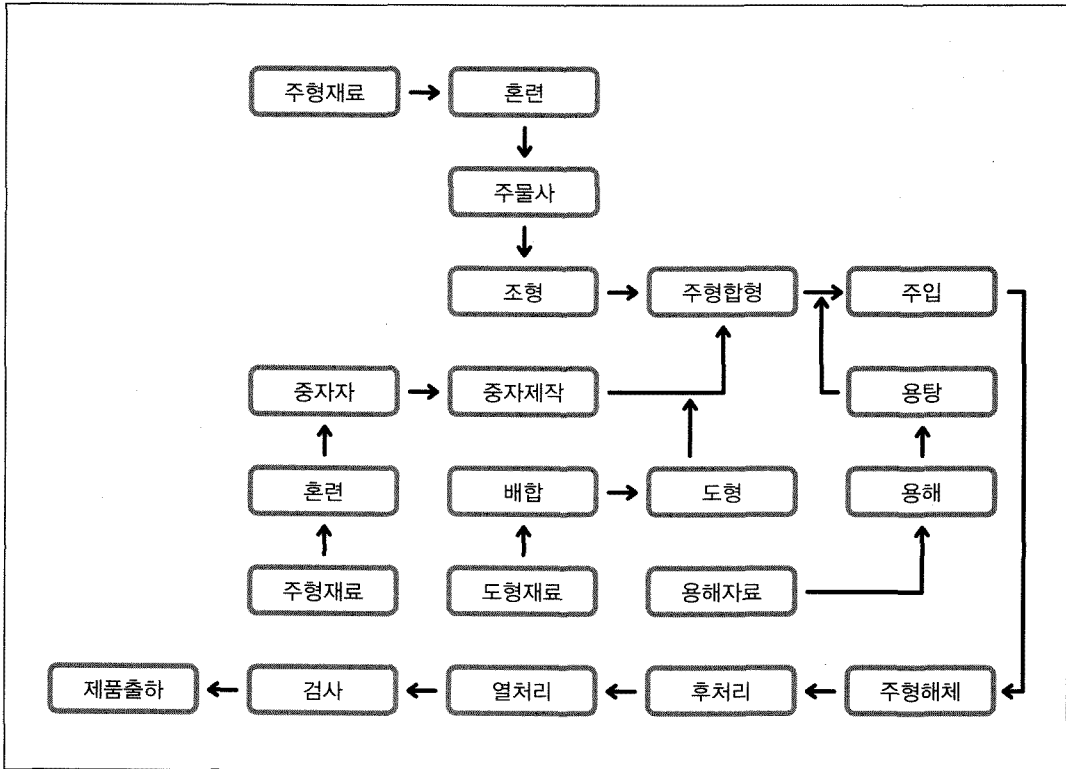 주형재료
혼련
주물사
조형
주형합형
주입
중자자
중자제작
용탕
혼련
배합
도형
용해
주형재료
도형재료
용해자료
제품출하
검사
열처리
후처리
주형해체